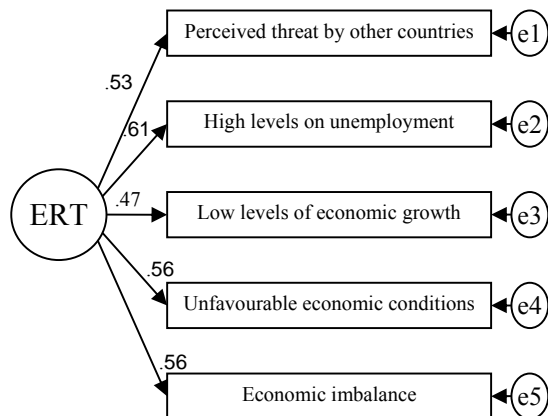 Perceived threat by other countries
e1
.53
High levels on unemployment
e2
.61
ERT
.47
Low levels of economic growth
e3
.56
Unfavourable economic conditions
e4
.56
Economic imbalance
e5